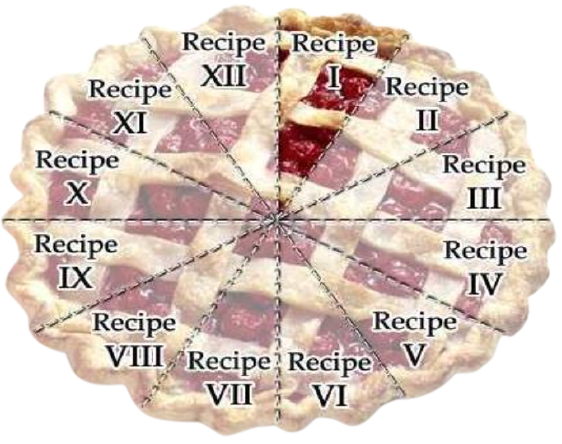 Recipe
I
Recipe
II
Recipe
III
Recipe
IV
Recipe
V
Recipe
VI
Recipe
VII
Recipe
VIII
Recipe
IX
Recipe
X
Recipe
XI
Recipe
XII